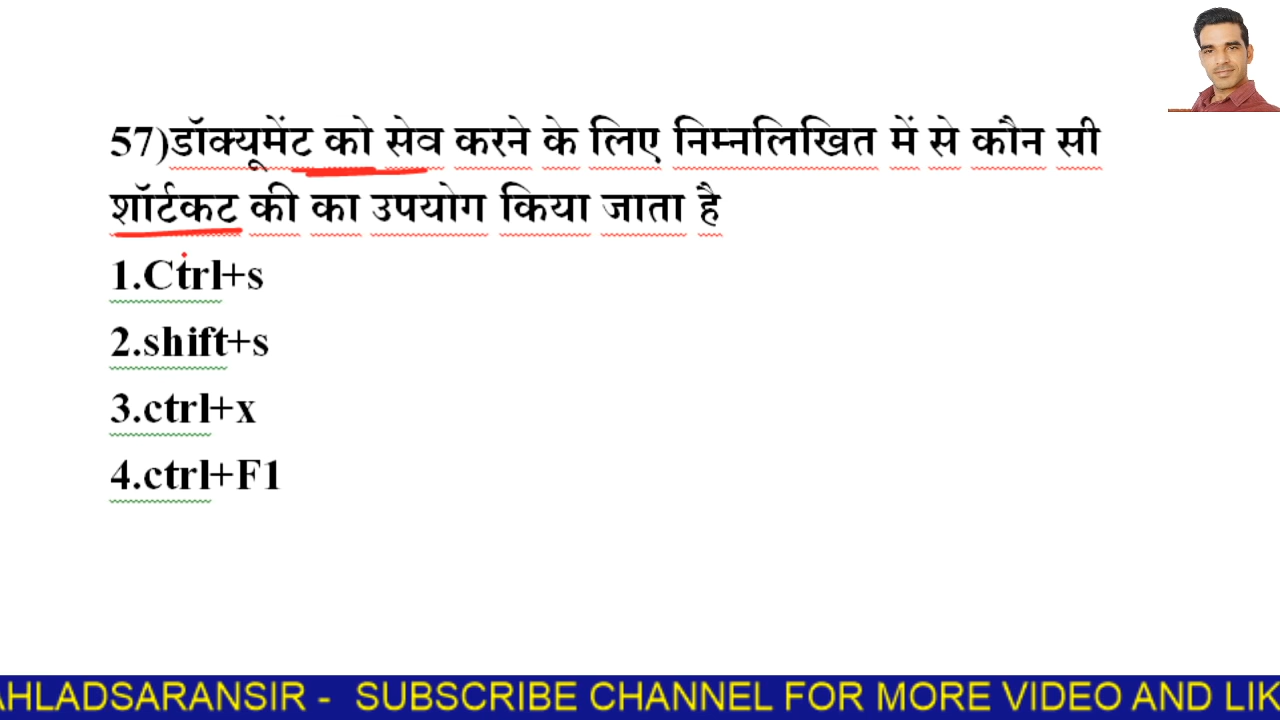 57)डॉक्यूमेंट को सेव करने के लिए निम्नलिखित में से कौन सी
शॉर्टकट की का उपयोग किया जाता है
1.Ctrl+s
2.shift+s
3.ctrl+x
4.ctrl+F1
AHLADSARANSIR - SUBSCRIBE CHANNEL FOR MORE VIDEO AND LIK